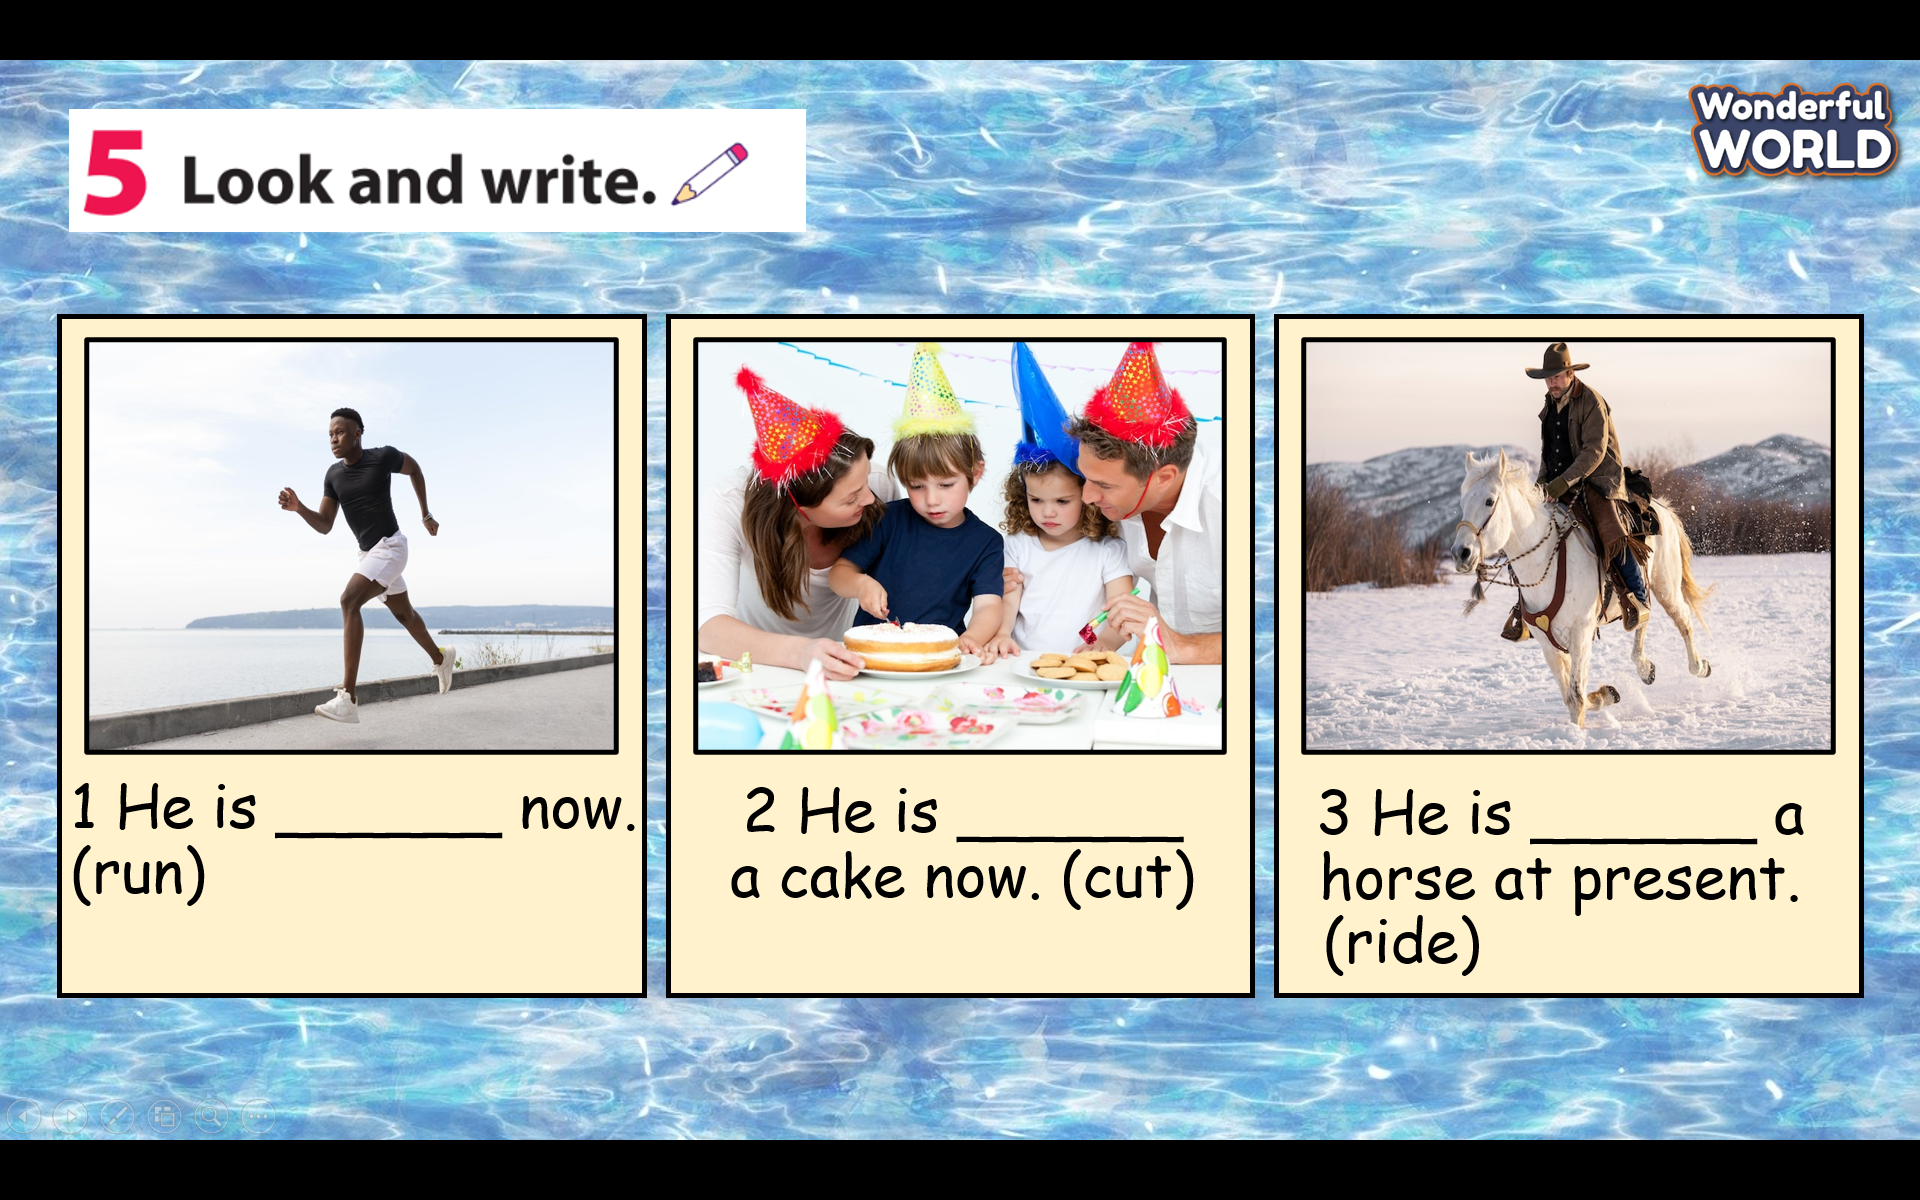 5 Look and write.
Wonderful
WORLD
1 He is _______ now.
(run)
2 He is _______
a cake now. (cut)
3 He is _______ a
horse at present.
(ride)